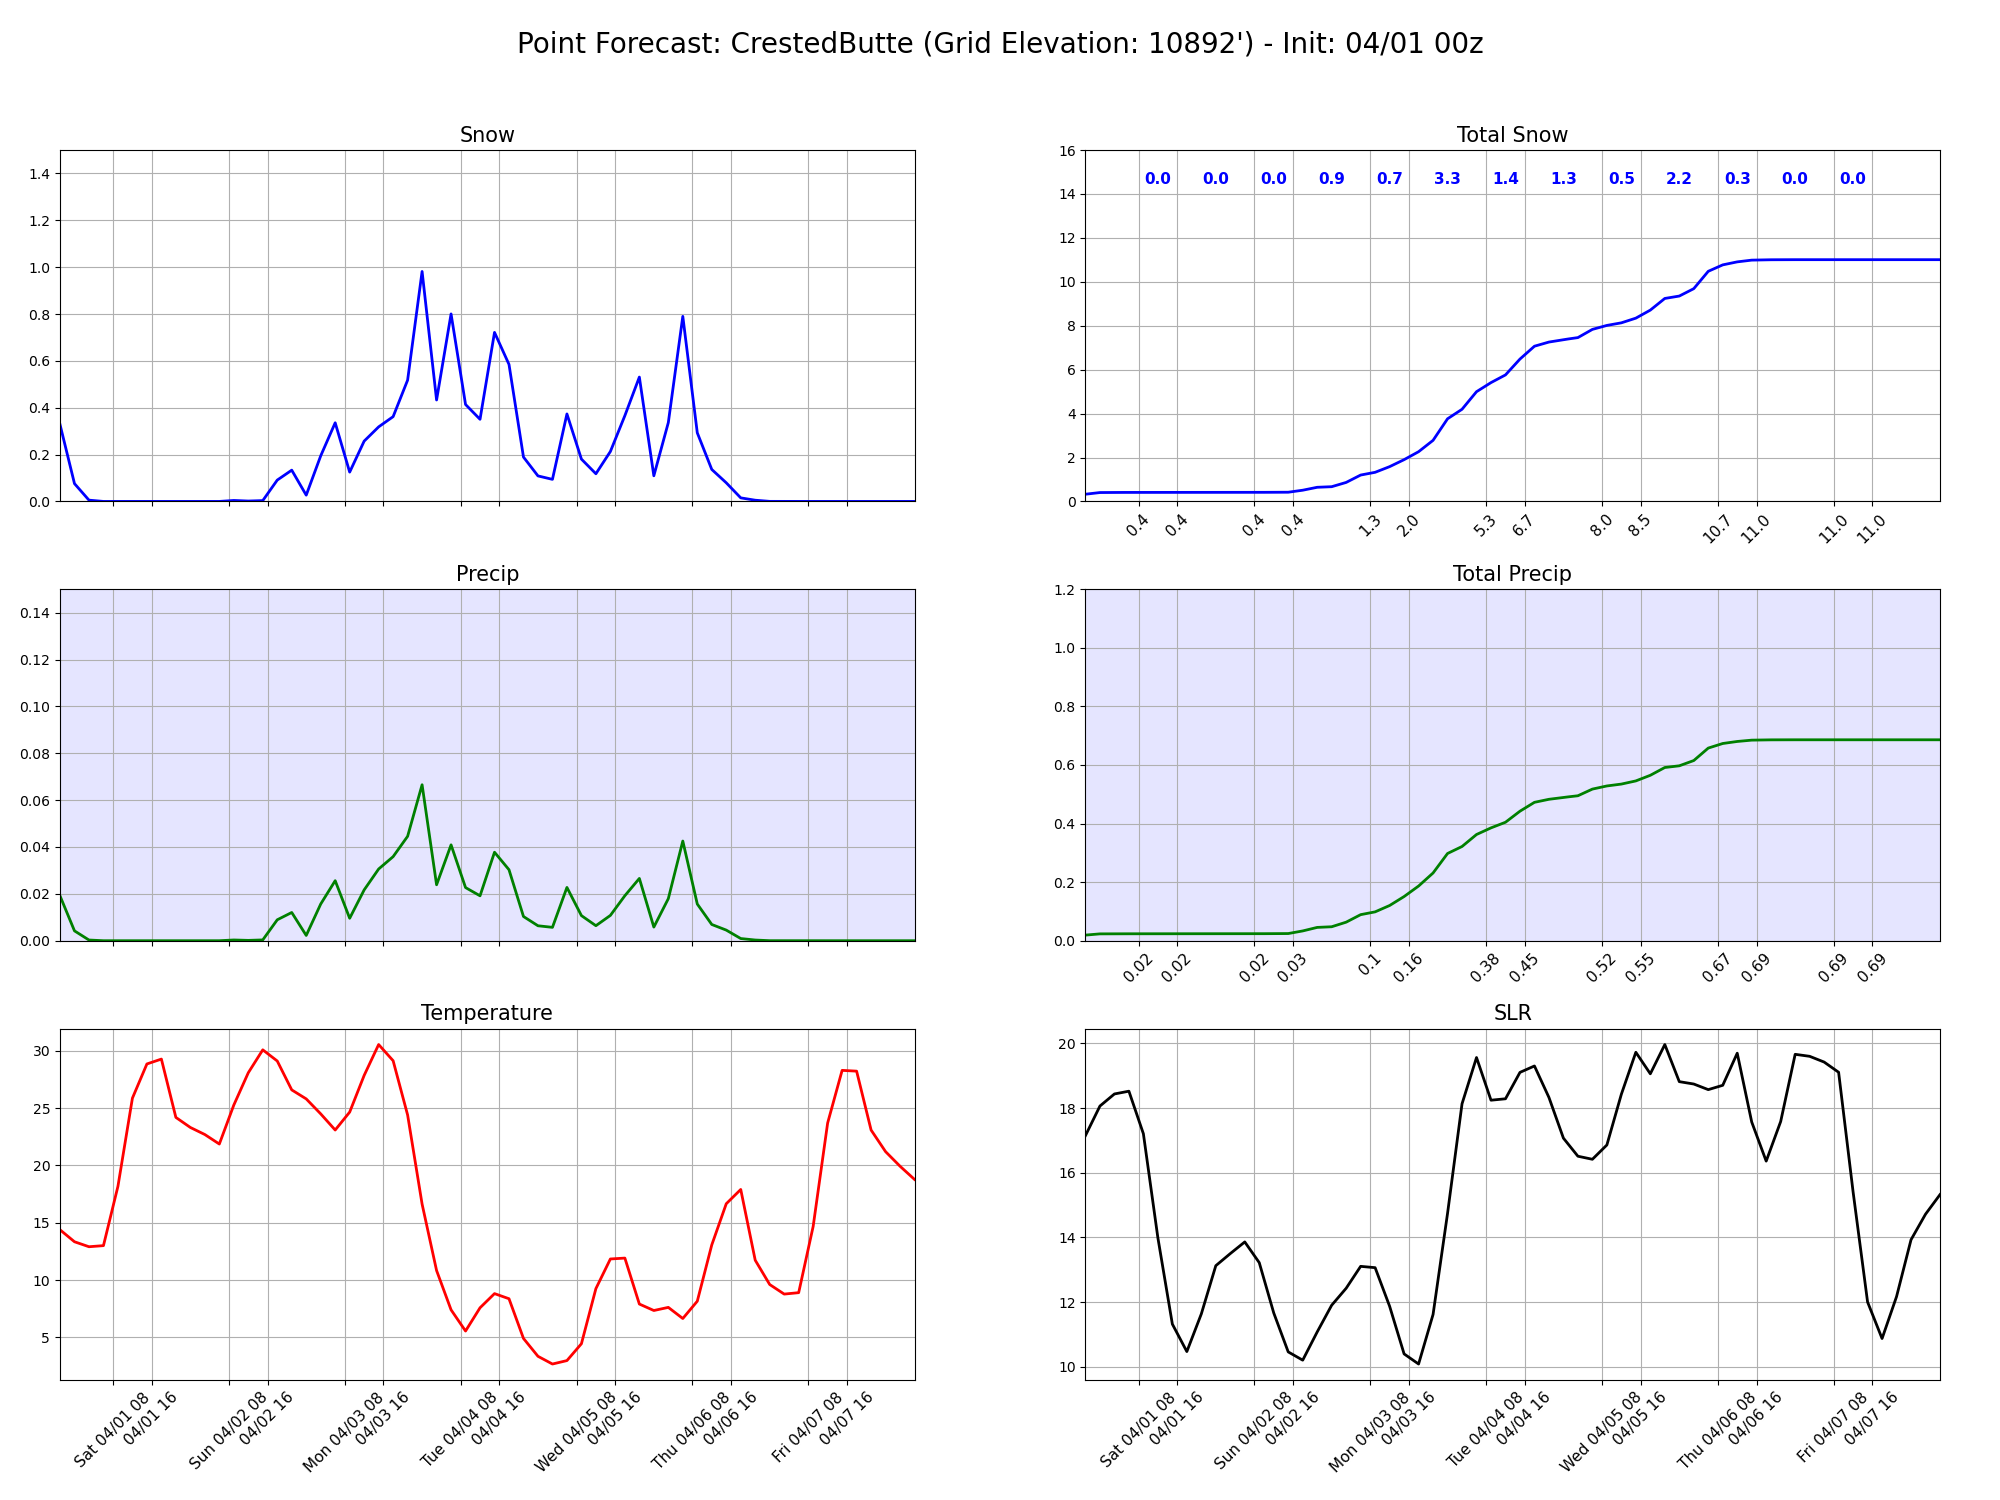 Point Forecast: CrestedButte (Grid Elevation: 10892') - Init: 04/01 00z
Snow
1.4
1.2
1.0
0.8
0.6
0.4
0.2
0.0
Total Snow
16
14
12
10
8
6
4
2
0
0.0 0.0 0.0 0.9 0.7 3.3 1.4 1.3 0.5 2.2 0.3 0.0 0.0
0.4 0.4 0.4 0.4 1.3 2.0 5.3 6.7 8.0 8.5 10.7 11.0 11.0 11.0
Precip
0.14
0.12
0.10
0.08
0.06
0.04
0.02
0.00
Total Precip
1.2
1.0
0.8
0.6
0.4
0.2
0.0
0.02 0.02 0.02 0.03 0.1 0.16 0.38 0.45 0.52 0.55 0.67 0.69 0.69 0.69
Temperature
30
25
20
15
10
5
Sat 04/01 08
04/01 16
Sun 04/02 08
04/02 16
Mon 04/03 08
04/03 16
Tue 04/04 08
04/04 16
Wed 04/05 08
04/05 16
Thu 04/06 08
04/06 16
Fri 04/07 08
04/07 16
SLR
20
18
16
14
12
10
Sat 04/01 08
04/01 16
Sun 04/02 08
04/02 16
Mon 04/03 08
04/03 16
Tue 04/04 08
04/04 16
Wed 04/05 08
04/05 16
Thu 04/06 08
04/06 16
Fri 04/07 08
04/07 16